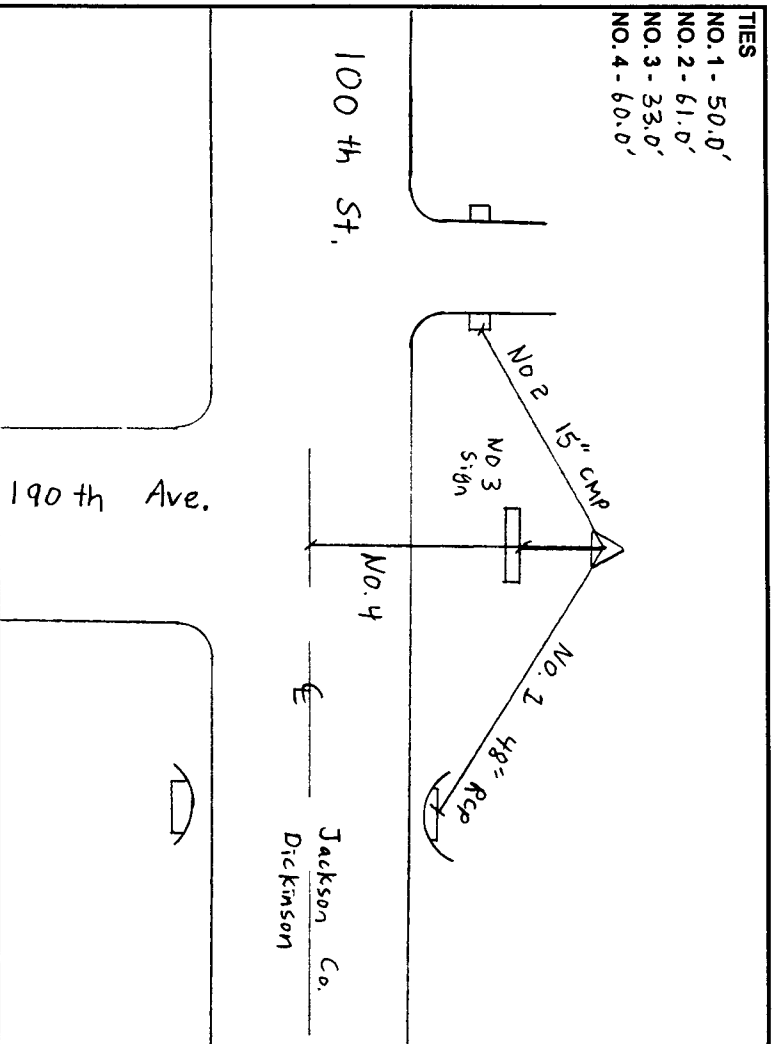 TIES
NO. 1 - 50.0'
NO. 2 - 61.0'
NO. 3 - 33.0'
NO. 4 - 60.0'
100 th St.
NO 2 15" CMP
NO 3
sign
NO. 4
NO. 1 48" RCP
190 th Ave.
℄
Jackson Co.
Dickinson